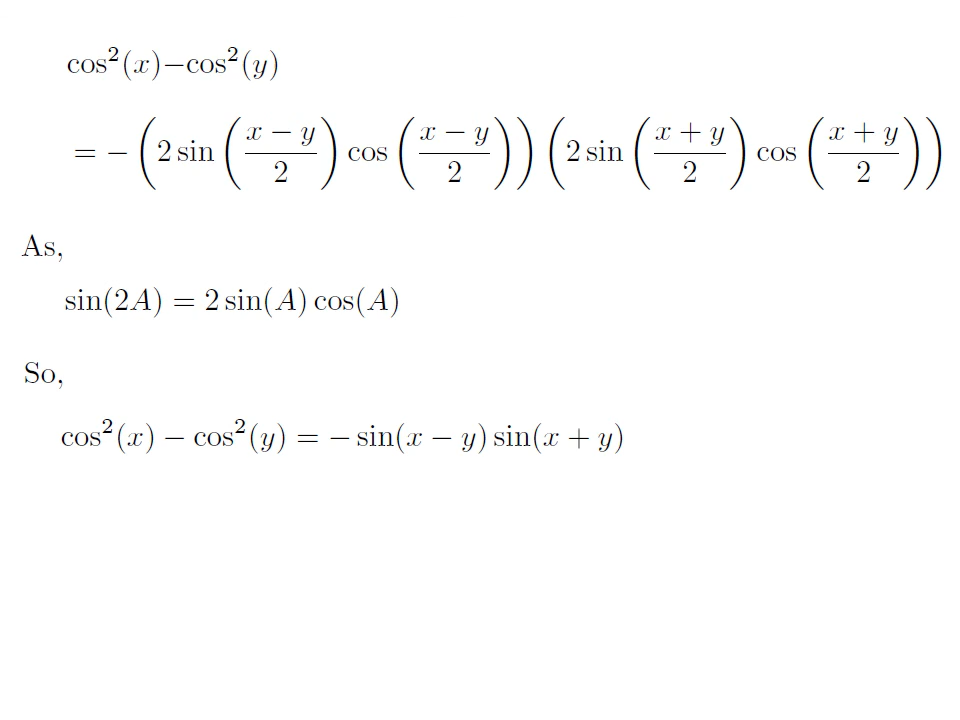 cos²(x)−cos²(y)
= − (2 sin ((x − y)/2) cos ((x − y)/2)) (2 sin ((x + y)/2) cos ((x + y)/2))
As,
sin(2A) = 2 sin(A) cos(A)
So,
cos²(x) − cos²(y) = − sin(x − y) sin(x + y)